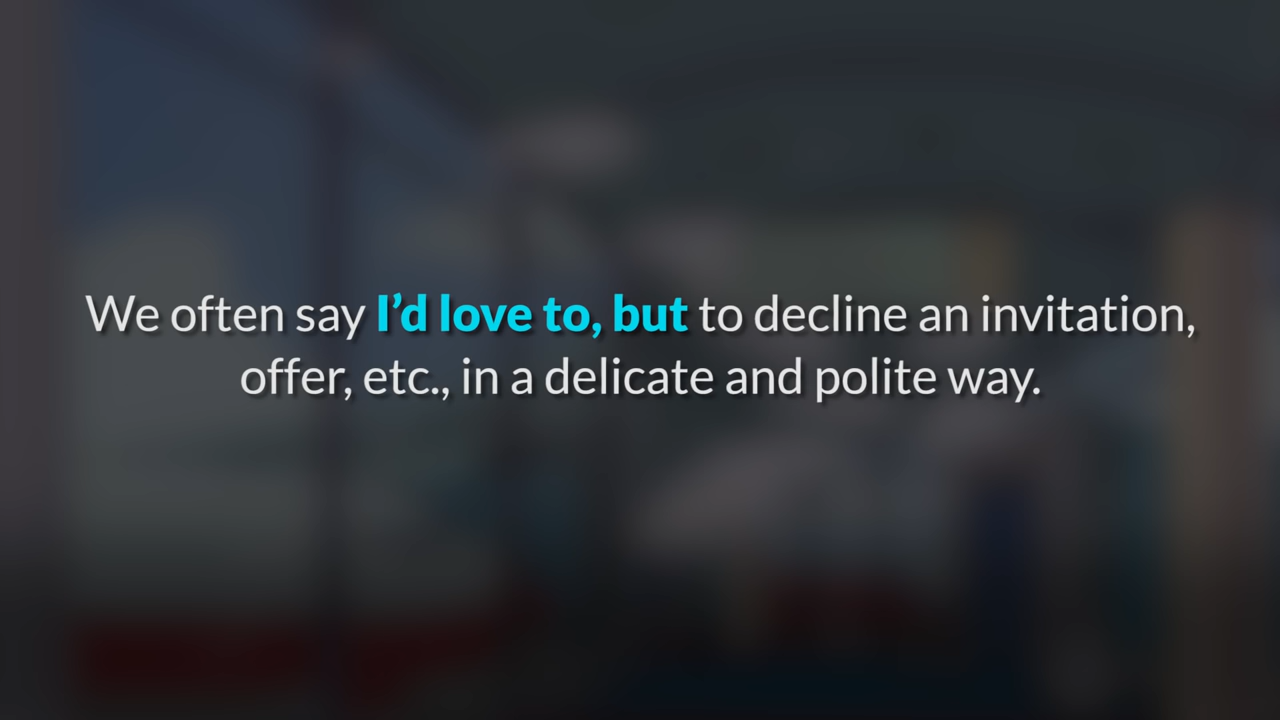 We often say I’d love to, but to decline an invitation,
offer, etc., in a delicate and polite way.